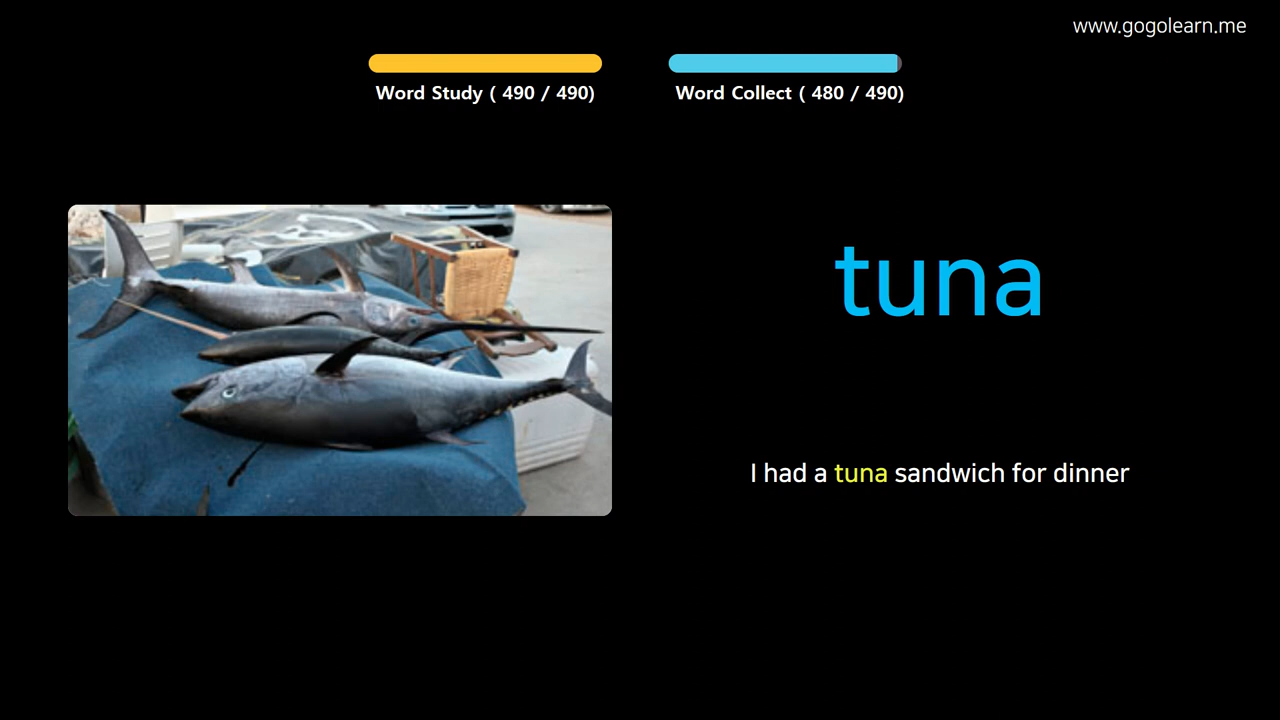 www.gogolearn.me
Word Study ( 490 / 490)
Word Collect ( 480 / 490)
tuna
I had a tuna sandwich for dinner